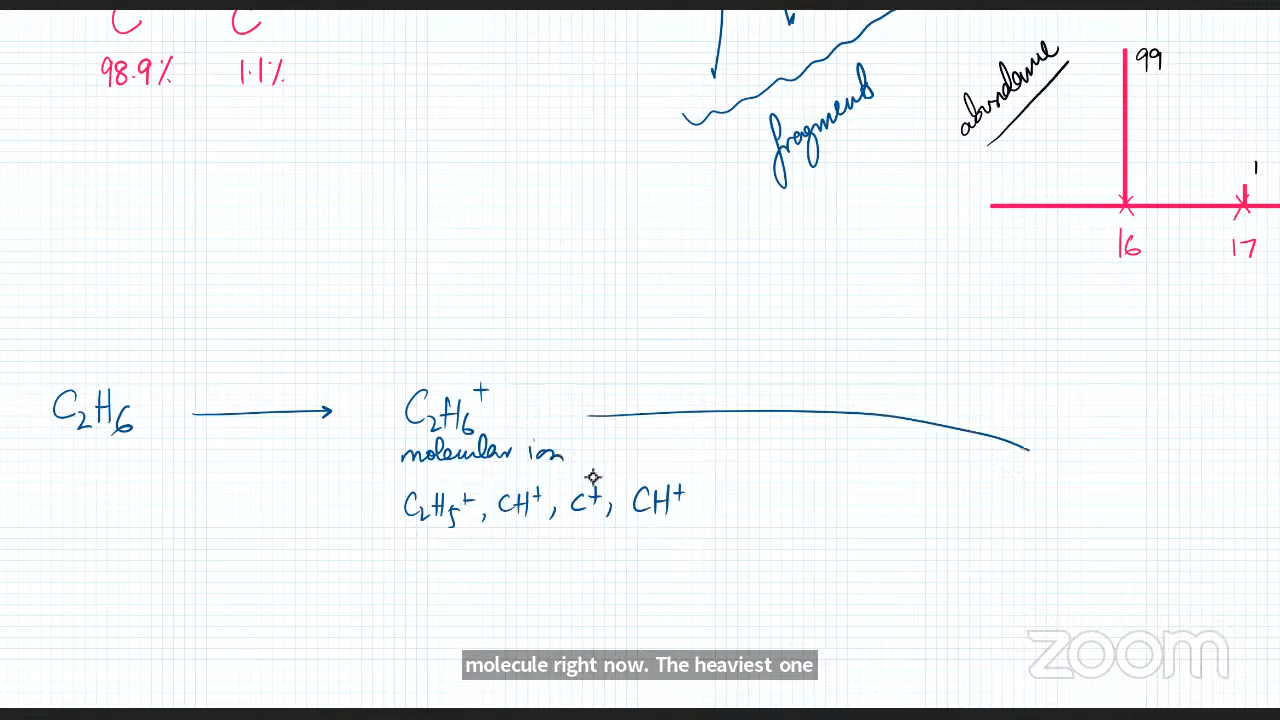 C C
98.9% 1.1%
fragment
abundance
99
1
16 17
C₂H₆ → C₂H₆⁺
molecular ion
C₂H₅⁺, CH⁺, C⁺, CH⁺
molecule right now. The heaviest one
zoom